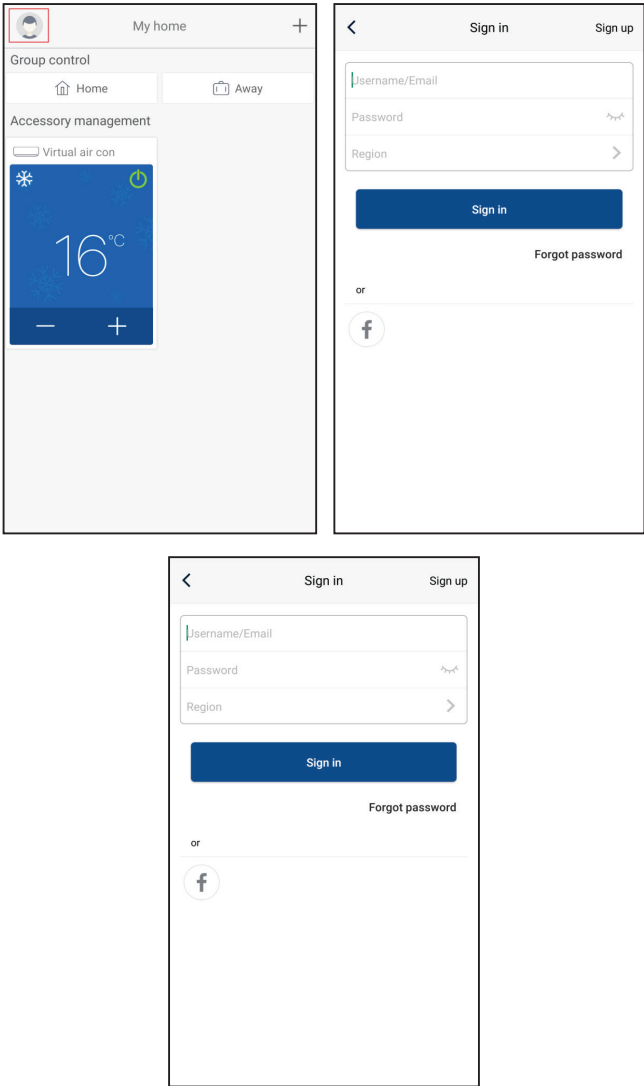 My home
Group control
Home
Away
Accessory management
Virtual air con
16°C
Sign in
Sign up
Username/Email
Password
Region
Sign in
Forgot password
or
f
Sign in
Sign up
Username/Email
Password
Region
Sign in
Forgot password
or
f